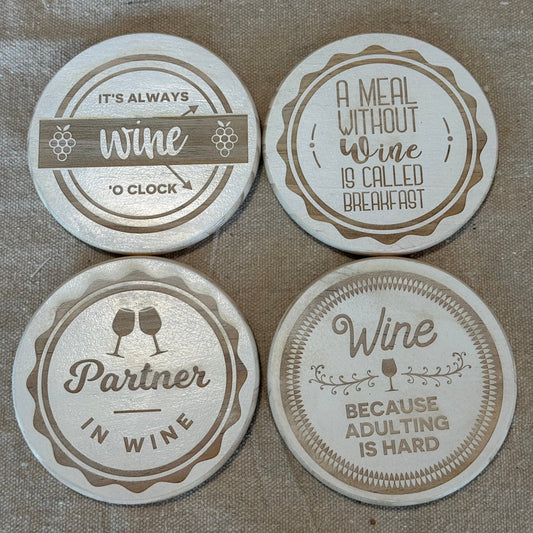 IT'S ALWAYS
wine
'O CLOCK
A MEAL
WITHOUT
Wine
IS CALLED
BREAKFAST
Partner
IN WINE
Wine
BECAUSE
ADULTING
IS HARD